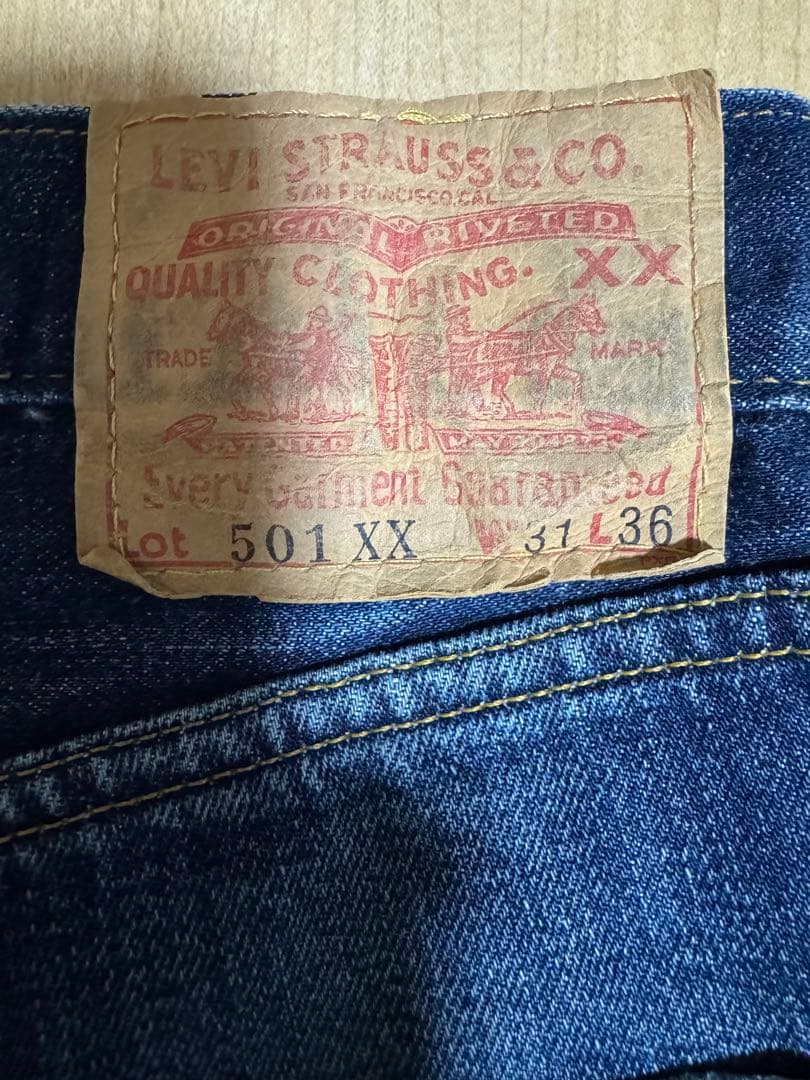 LEVI STRAUSS & CO.
SAN FRANCISCO, CAL.
ORIGINAL RIVETED
QUALITY CLOTHING. XX
TRADE MARK
Every Garment Guaranteed
Lot 501 XX W 31 L 36